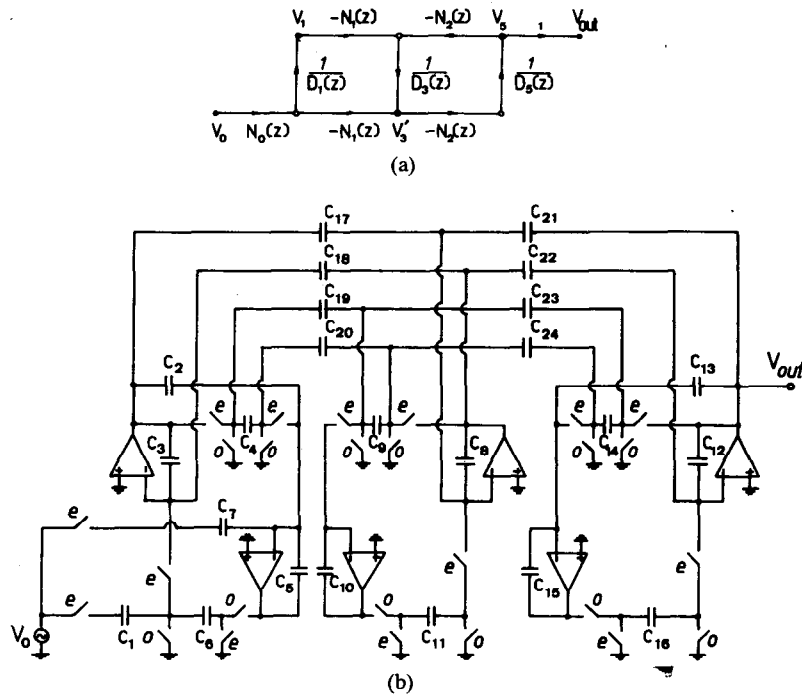 V₁ -N₁(z) -N₂(z) V₅ 1 Vout
1/D₁(z) 1/D₃(z) 1/D₅(z)
V₀ N₀(z) -N₁(z) V₃' -N₂(z)
(a)
C₁₇ C₂₁
C₁₈ C₂₂
C₁₉ C₂₃
C₂₀ C₂₄
C₂ C₁₃ Vout
e e e e e e
C₃ C₄ C₉ C₈ C₁₄ C₁₂
o o o o o o
+ - + -
C₇
e
e + - C₅ C₁₀ + - e C₁₅ + - e
e o o o
V₀ C₁ o C₆ e e C₁₁ o e C₁₆ o
(b)